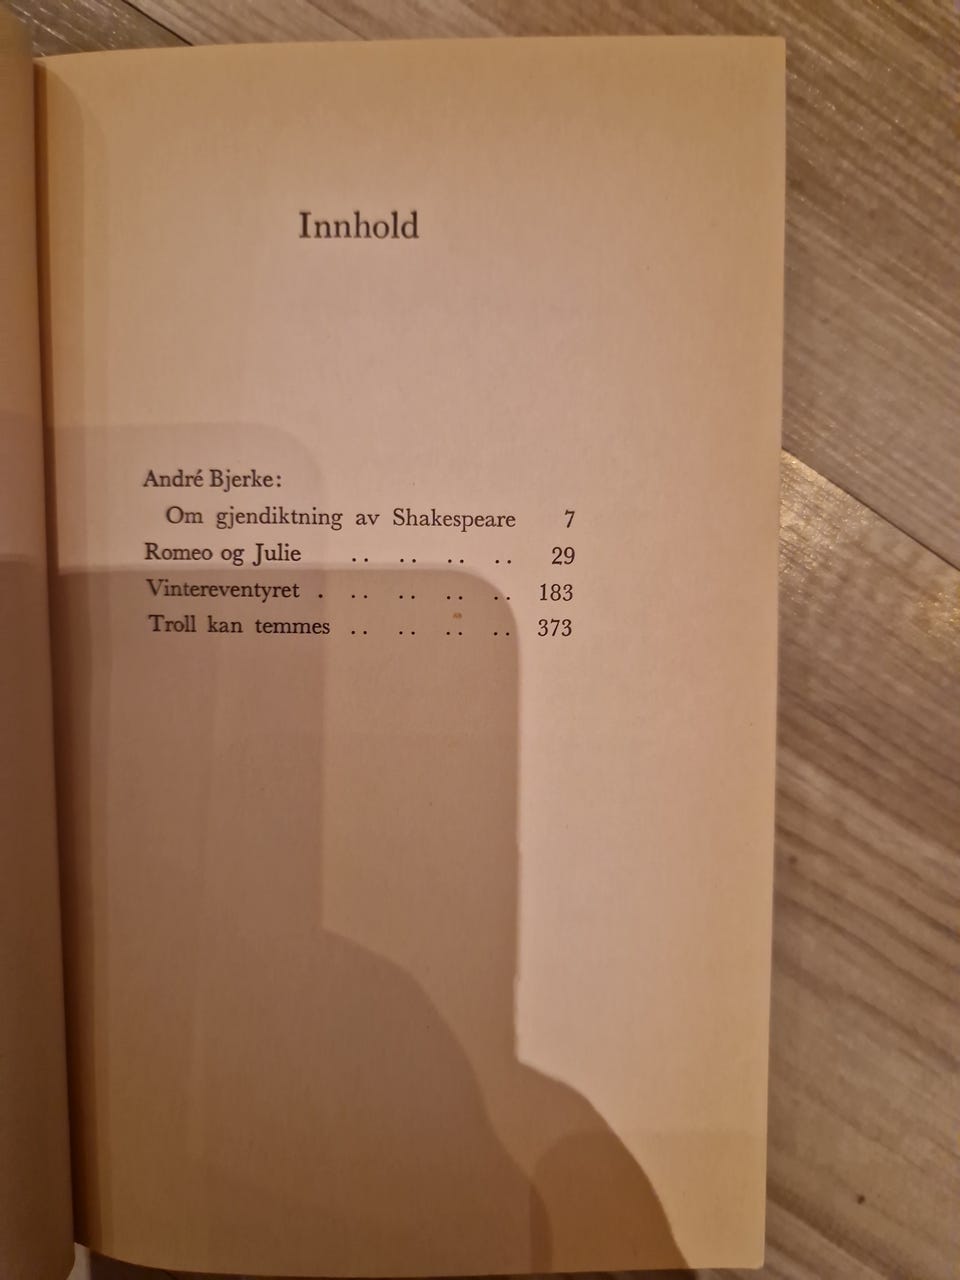 Innhold
André Bjerke:
Om gjendiktning av Shakespeare 7
Romeo og Julie .. .. .. .. 29
Vintereventyret . .. .. .. .. 183
Troll kan temmes .. .. .. .. 373